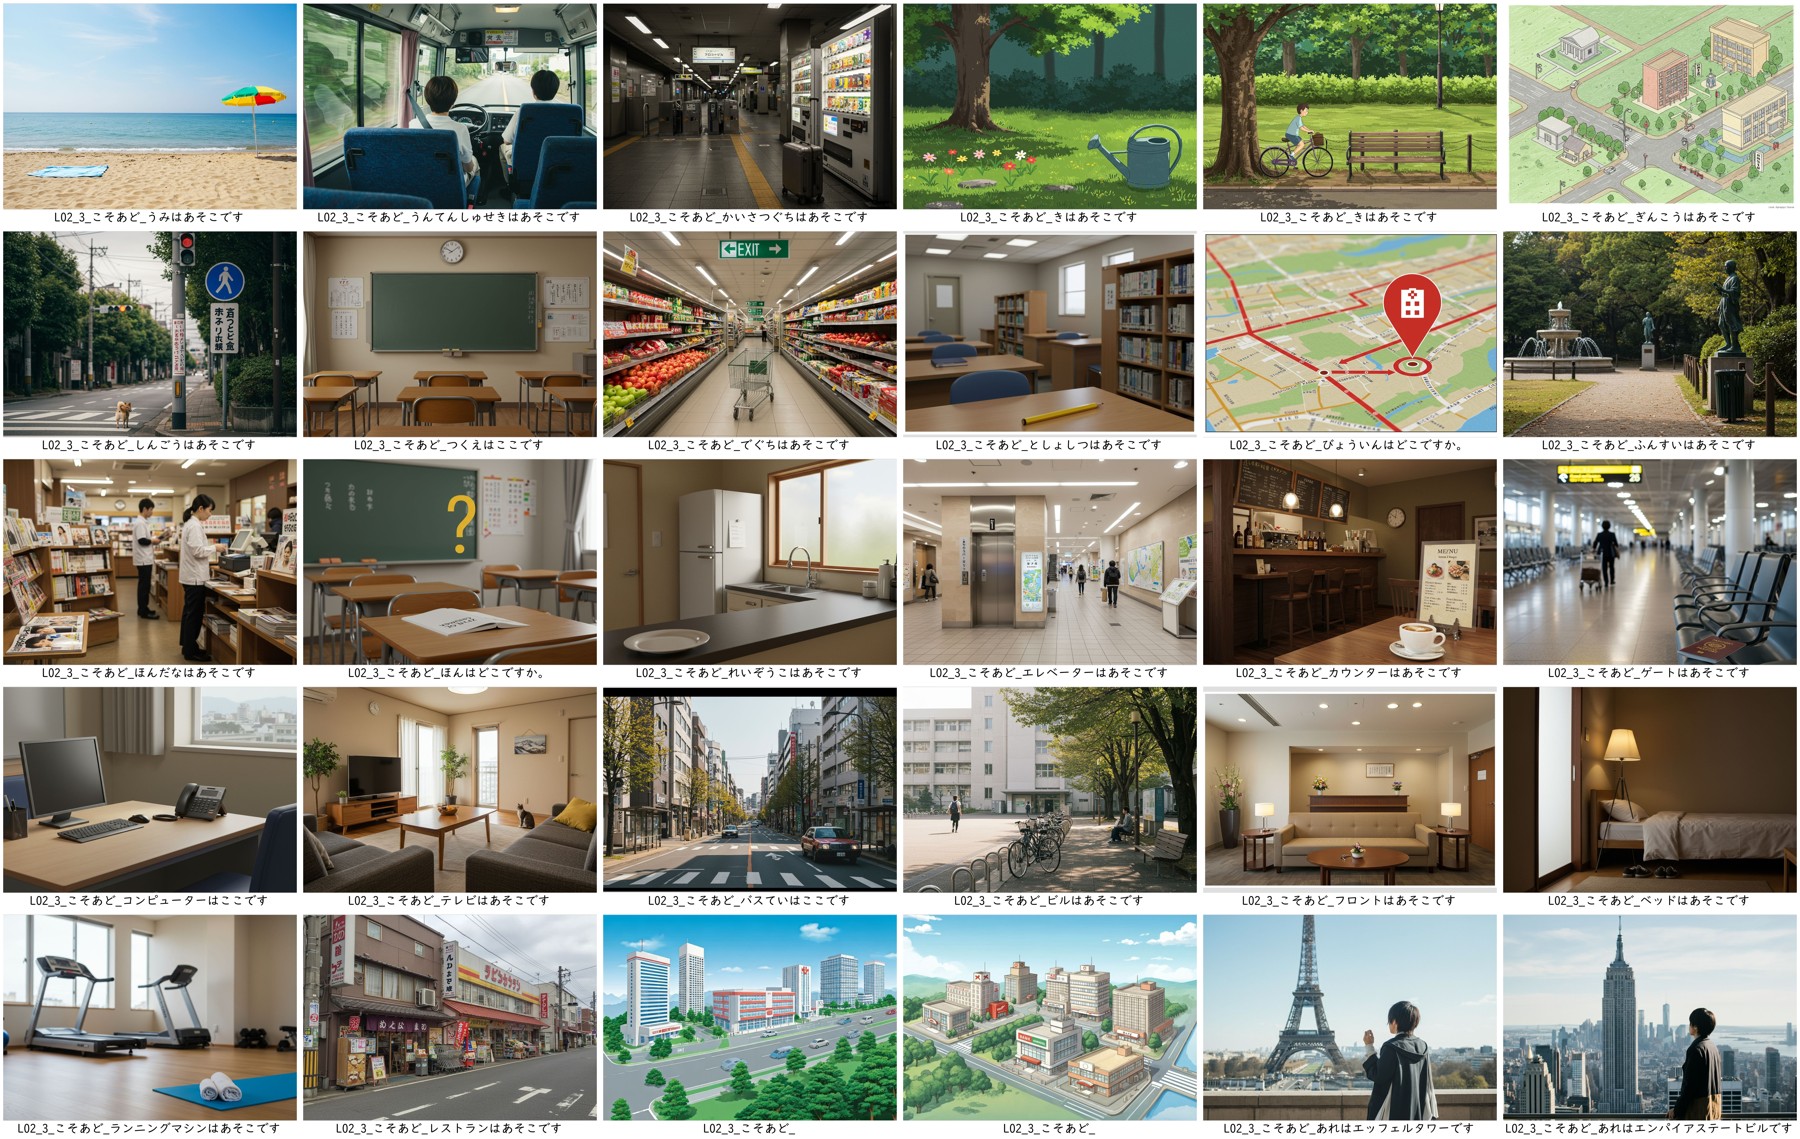 L02_3_こそあど_うみはあそこです
L02_3_こそあど_うんてんしゅせきはあそこです
L02_3_こそあど_かいさつぐちはあそこです
L02_3_こそあど_きはあそこです
L02_3_こそあど_きはあそこです
L02_3_こそあど_ぎんこうはあそこです
EXIT
L02_3_こそあど_しんごうはあそこです
L02_3_こそあど_つくえはここです
L02_3_こそあど_でぐちはあそこです
L02_3_こそあど_としょしつはあそこです
L02_3_こそあど_びょういんはどこですか。
L02_3_こそあど_ふんすいはあそこです
?
MENU
L02_3_こそあど_ほんだなはあそこです
L02_3_こそあど_ほんはどこですか。
L02_3_こそあど_れいぞうこはあそこです
L02_3_こそあど_エレベーターはあそこです
L02_3_こそあど_カウンターはあそこです
L02_3_こそあど_ゲートはあそこです
L02_3_こそあど_コンピューターはここです
L02_3_こそあど_テレビはあそこです
L02_3_こそあど_バスていはここです
L02_3_こそあど_ビルはあそこです
L02_3_こそあど_フロントはあそこです
L02_3_こそあど_ベッドはあそこです
L02_3_こそあど_ランニングマシンはあそこです
L02_3_こそあど_レストランはあそこです
L02_3_こそあど_
L02_3_こそあど_
L02_3_こそあど_あれはエッフェルタワーです
L02_3_こそあど_あれはエンパイアステートビルです